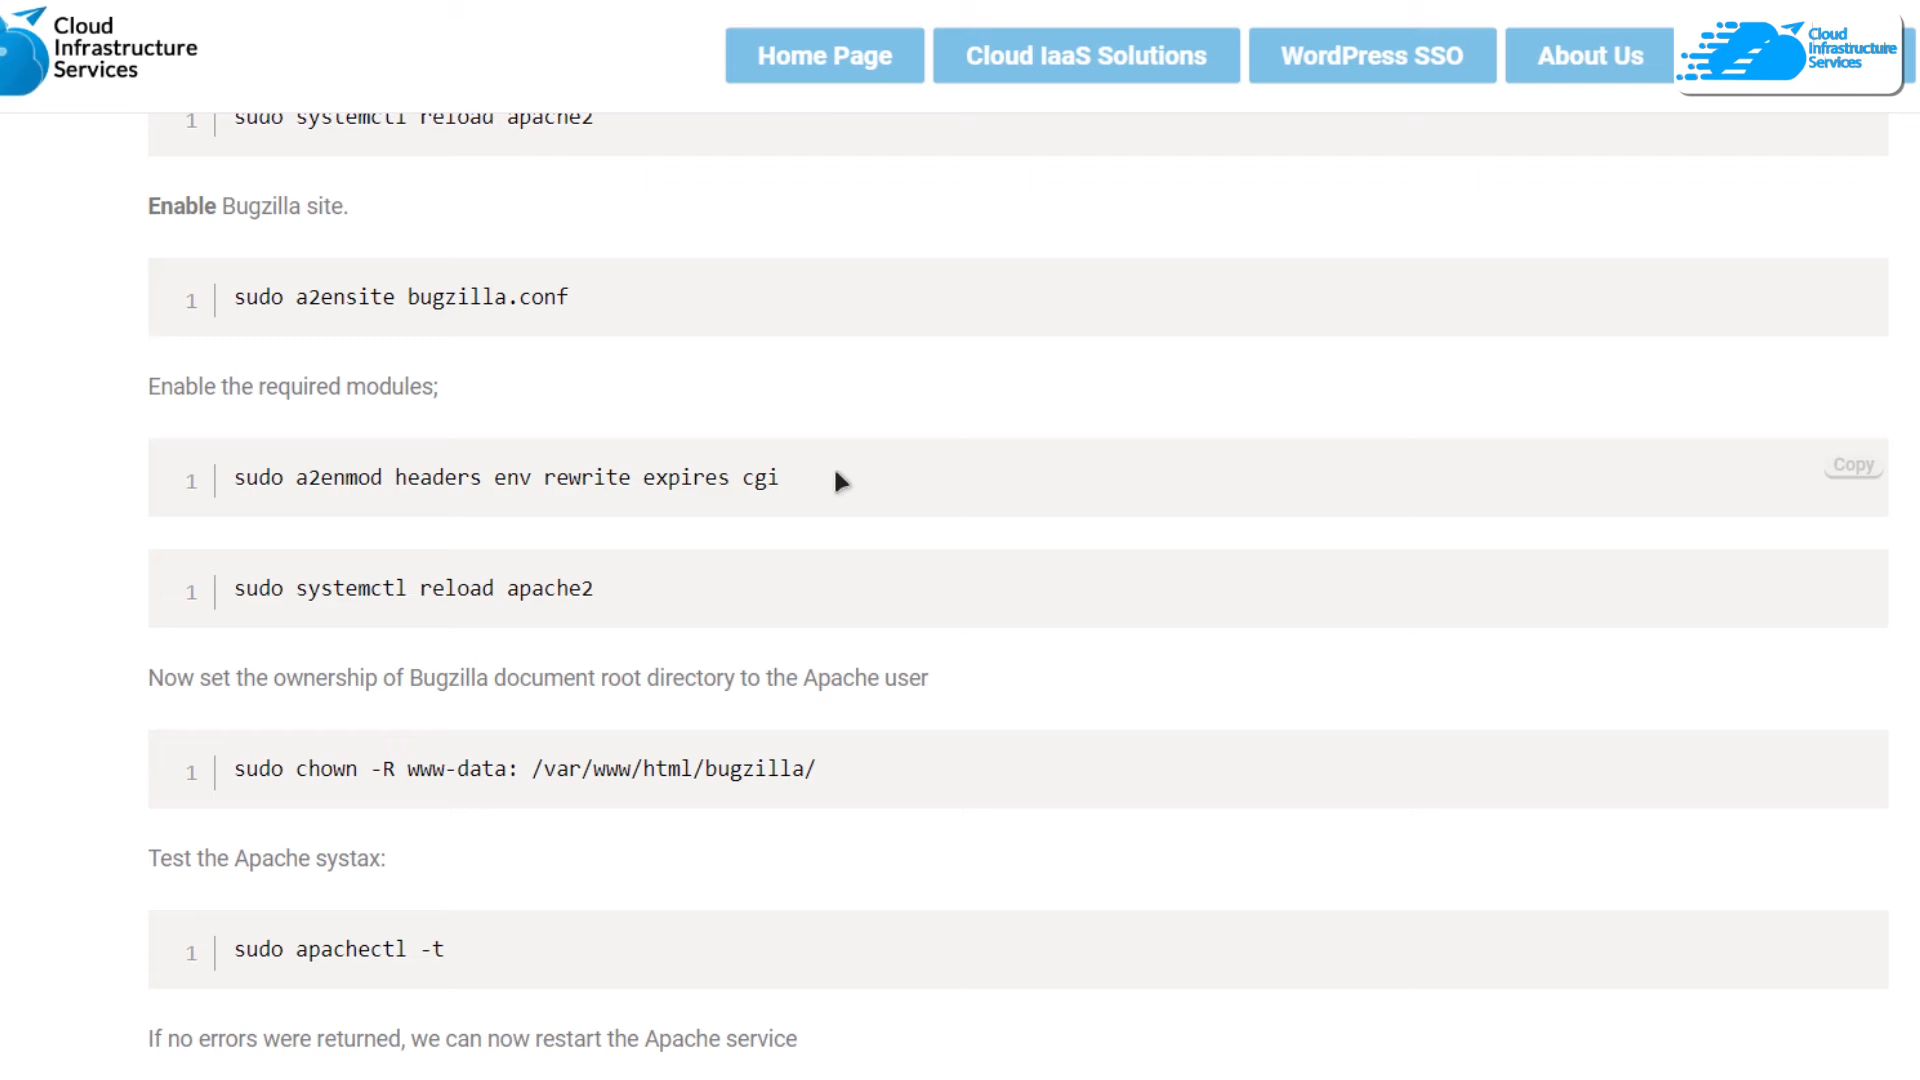 Cloud
Infrastructure
Services
Home Page
Cloud IaaS Solutions
WordPress SSO
About Us
Cloud
Infrastructure
Services
1 sudo systemctl reload apache2
Enable Bugzilla site.
1 sudo a2ensite bugzilla.conf
Enable the required modules;
1 sudo a2enmod headers env rewrite expires cgi
Copy
1 sudo systemctl reload apache2
Now set the ownership of Bugzilla document root directory to the Apache user
1 sudo chown -R www-data: /var/www/html/bugzilla/
Test the Apache systax:
1 sudo apachectl -t
If no errors were returned, we can now restart the Apache service